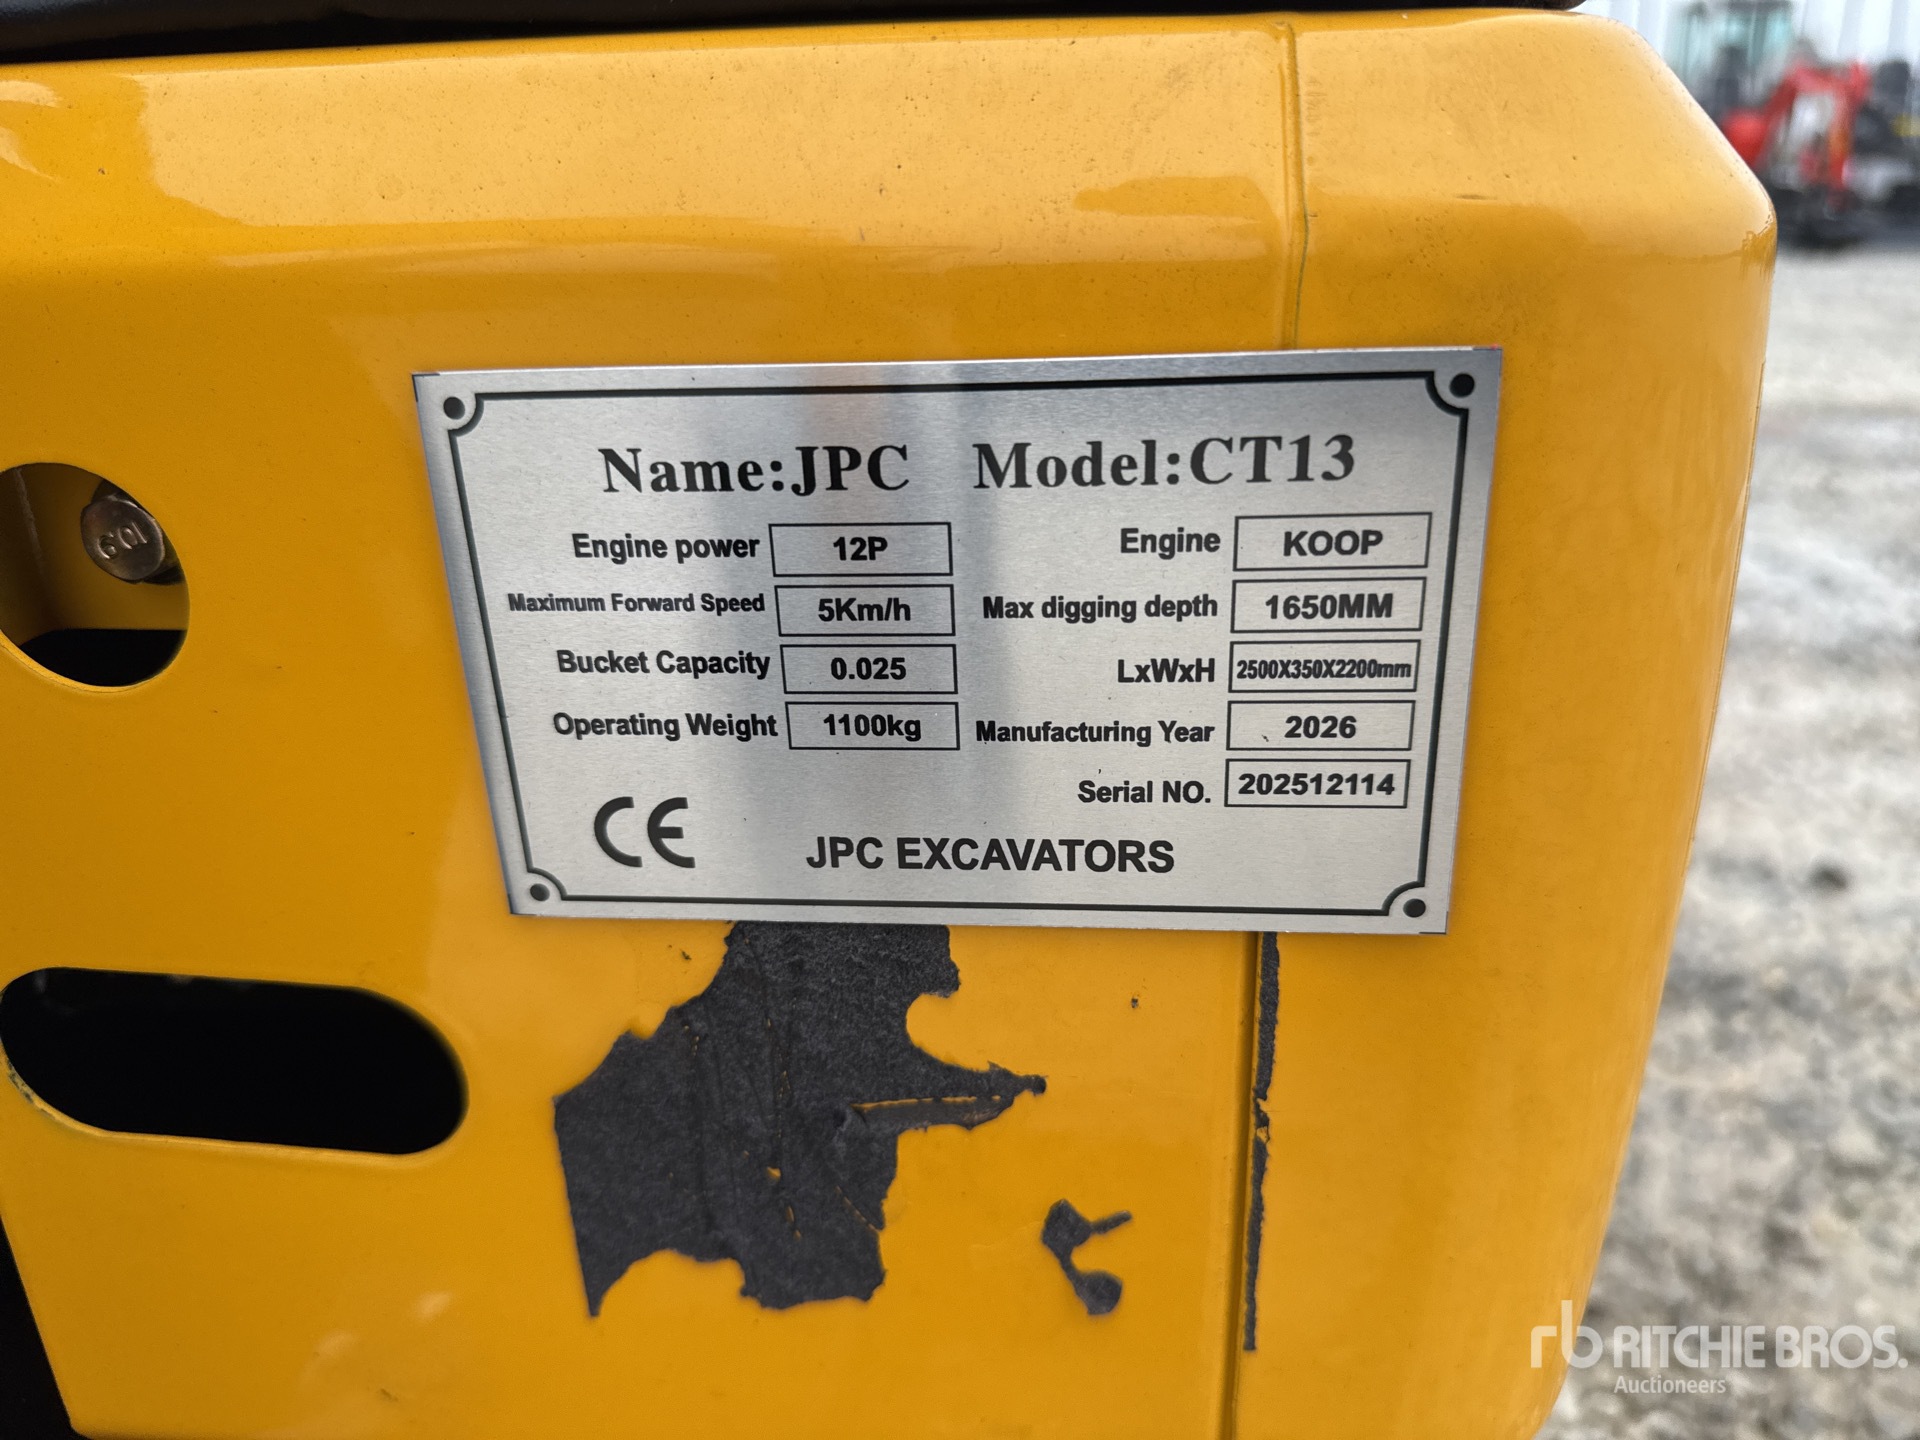 Name:JPC Model:CT13
Engine power 12P Engine KOOP
Maximum Forward Speed 5Km/h Max digging depth 1650MM
Bucket Capacity 0.025 LxWxH 2500X350X2200mm
Operating Weight 1100kg Manufacturing Year 2026
Serial NO. 202512114
CE JPC EXCAVATORS
rb RITCHIE BROS.
Auctioneers